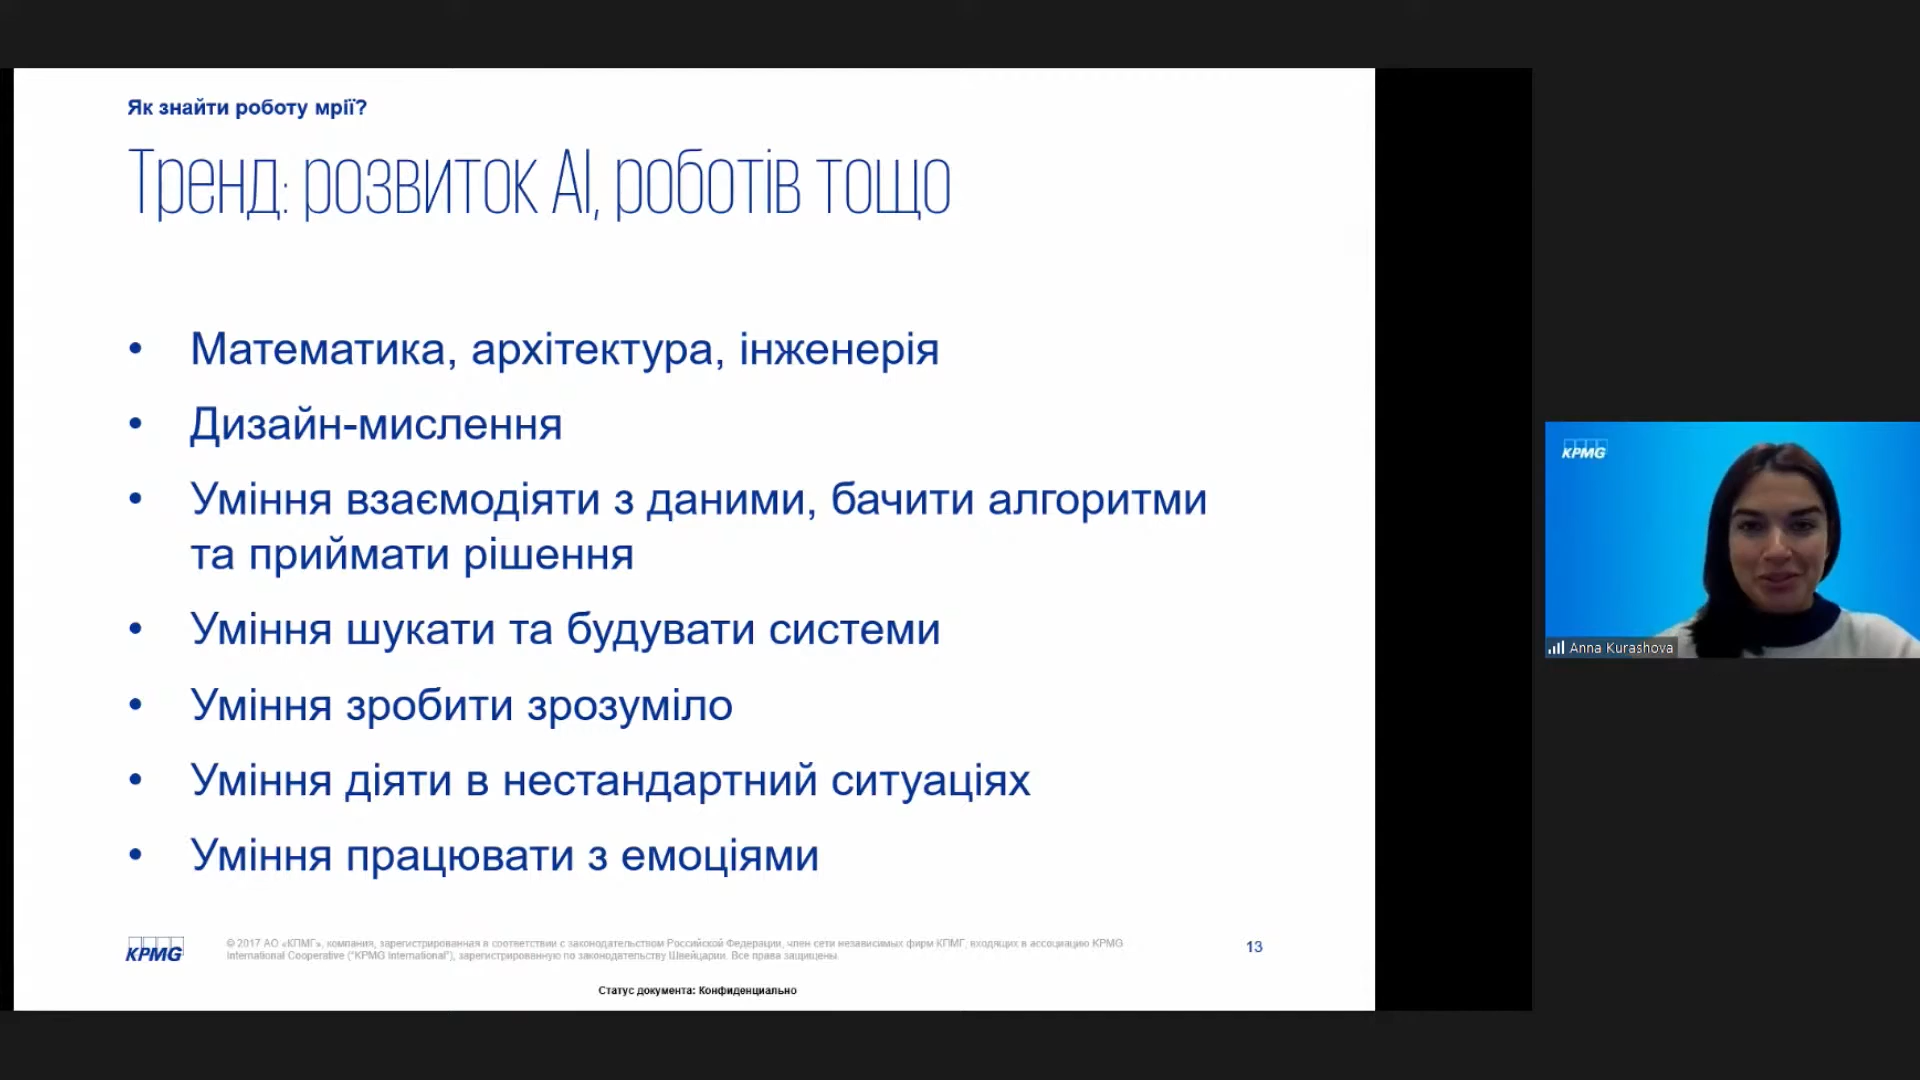 Як знайти роботу мрії?
Тренд: розвиток АІ, роботів тощо
• Математика, архітектура, інженерія
• Дизайн-мислення
• Уміння взаємодіяти з даними, бачити алгоритми
та приймати рішення
• Уміння шукати та будувати системи
• Уміння зробити зрозуміло
• Уміння діяти в нестандартний ситуаціях
• Уміння працювати з емоціями
KPMG
© 2017 АО «КПМГ», компания, зарегистрированная в соответствии с законодательством Российской Федерации, член сети независимых фирм КПМГ, входящих в ассоциацию KPMG
International Cooperative ("KPMG International"), зарегистрированную по законодательству Швейцарии. Все права защищены.
13
Статус документа: Конфиденциально
KPMG
Anna Kurashova